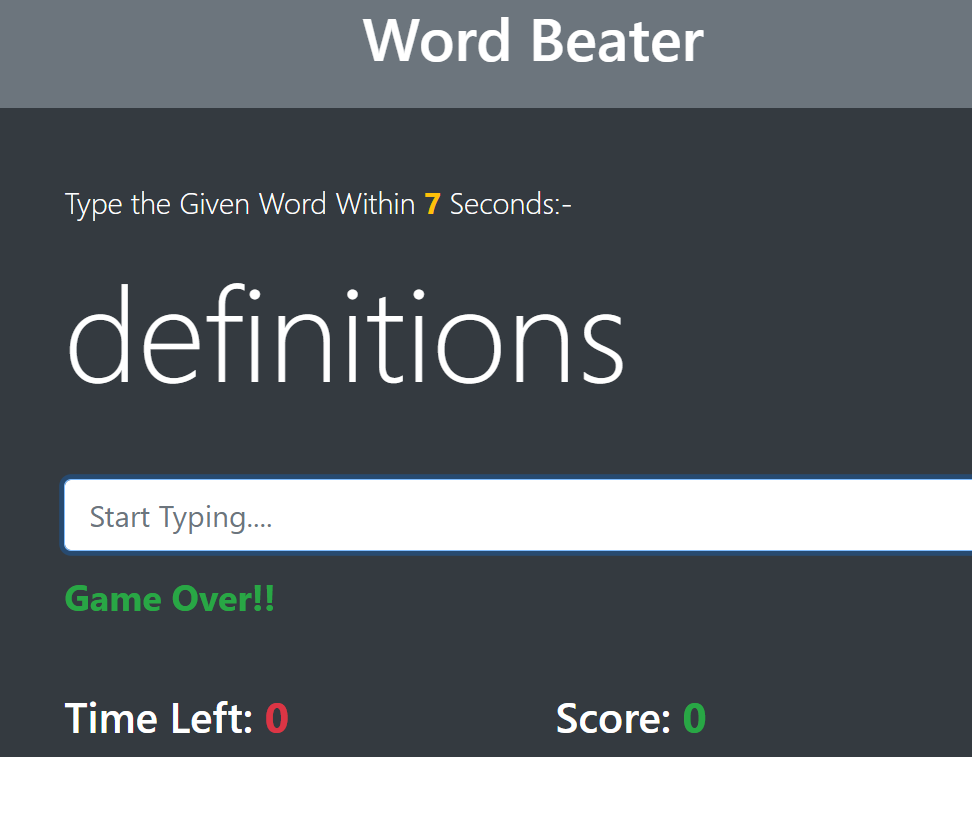 Word Beater
Type the Given Word Within 7 Seconds:-
definitions
Start Typing....
Game Over!!
Time Left: 0 Score: 0